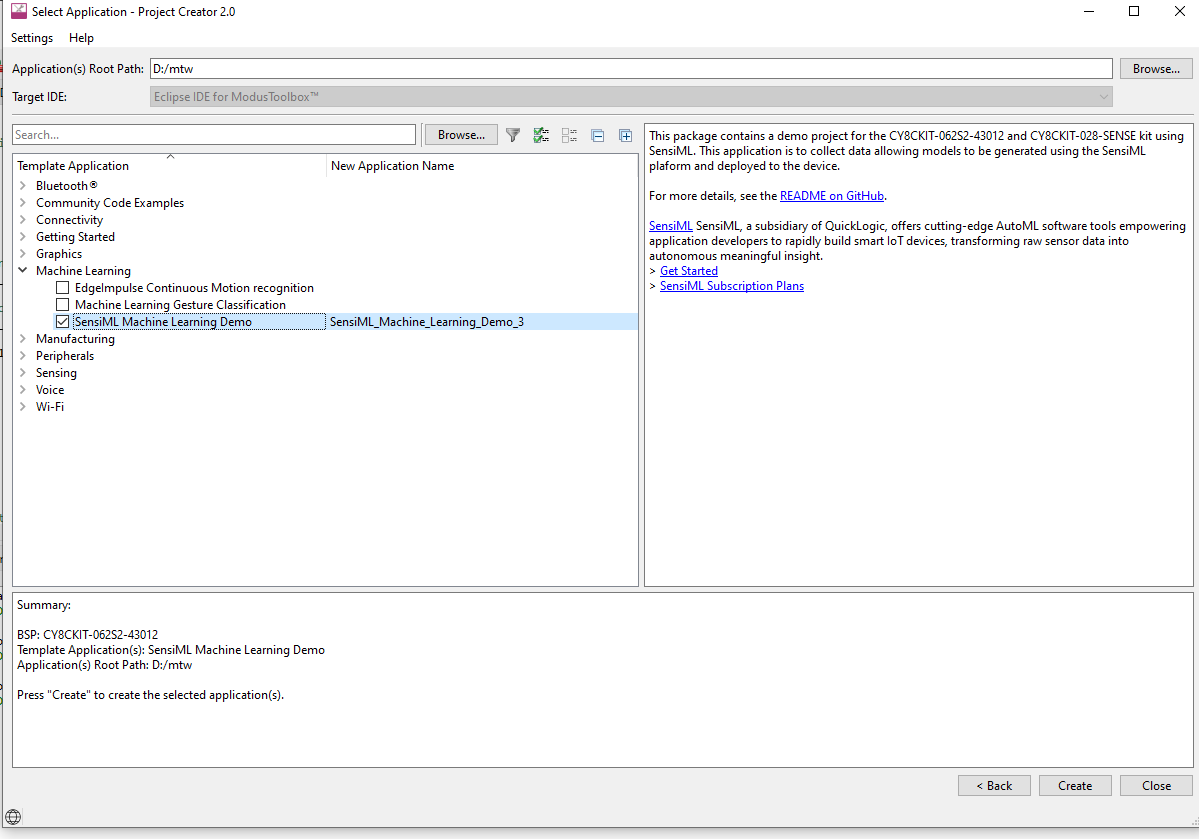 Select Application - Project Creator 2.0
Settings Help
Application(s) Root Path: D:/mtw Browse...
Target IDE: Eclipse IDE for ModusToolbox™
Search... Browse...
Template Application New Application Name
Bluetooth®
Community Code Examples
Connectivity
Getting Started
Graphics
Machine Learning
EdgeImpulse Continuous Motion recognition
Machine Learning Gesture Classification
SensiML Machine Learning Demo SensiML_Machine_Learning_Demo_3
Manufacturing
Peripherals
Sensing
Voice
Wi-Fi
This package contains a demo project for the CY8CKIT-062S2-43012 and CY8CKIT-028-SENSE kit using
SensiML. This application is to collect data allowing models to be generated using the SensiML
plaform and deployed to the device.
For more details, see the README on GitHub.
SensiML SensiML, a subsidiary of QuickLogic, offers cutting-edge AutoML software tools empowering
application developers to rapidly build smart IoT devices, transforming raw sensor data into
autonomous meaningful insight.
> Get Started
> SensiML Subscription Plans
Summary:
BSP: CY8CKIT-062S2-43012
Template Application(s): SensiML Machine Learning Demo
Application(s) Root Path: D:/mtw
Press "Create" to create the selected application(s).
< Back Create Close